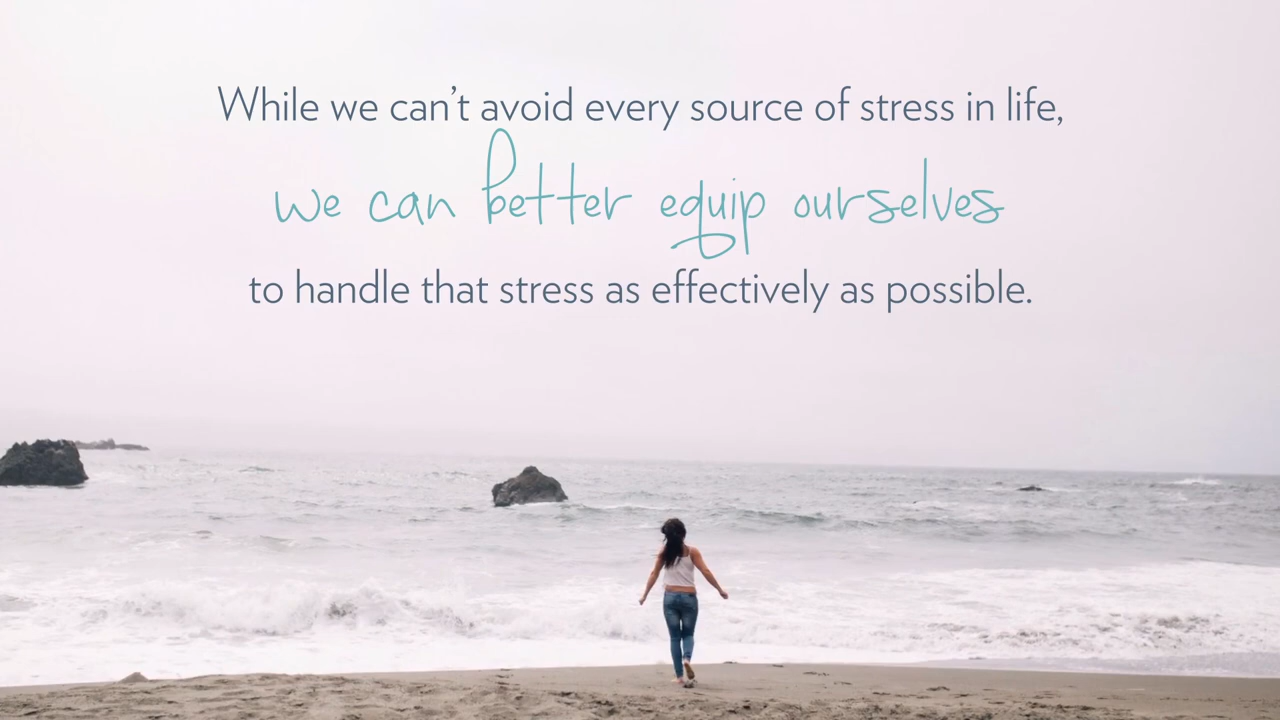 While we can’t avoid every source of stress in life,
we can better equip ourselves
to handle that stress as effectively as possible.